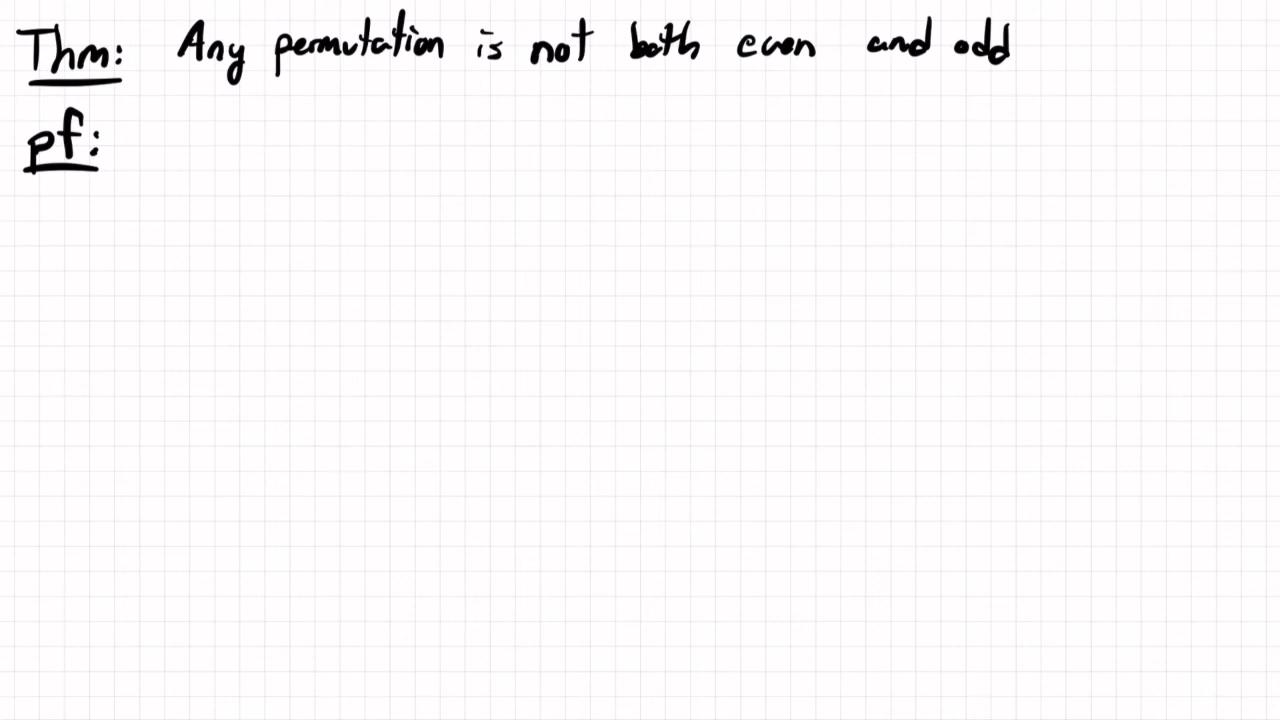 Thm: Any permutation is not both even and odd
pf: